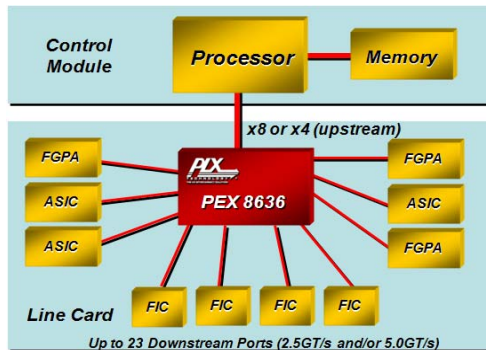 Control
Module
Processor
Memory
x8 or x4 (upstream)
FGPA
ASIC
ASIC
PLX
TECHNOLOGY
PEX 8636
FGPA
ASIC
FGPA
FIC
FIC
FIC
FIC
Line Card
Up to 23 Downstream Ports (2.5GT/s and/or 5.0GT/s)